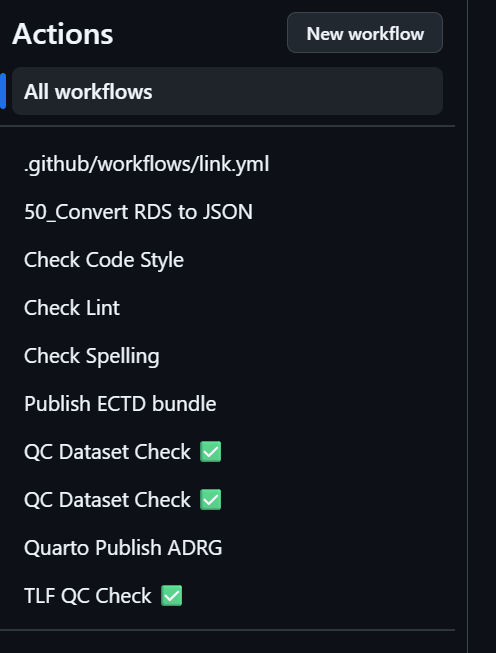 Actions
New workflow
All workflows
.github/workflows/link.yml
50_Convert RDS to JSON
Check Code Style
Check Lint
Check Spelling
Publish ECTD bundle
QC Dataset Check ✅
QC Dataset Check ✅
Quarto Publish ADRG
TLF QC Check ✅